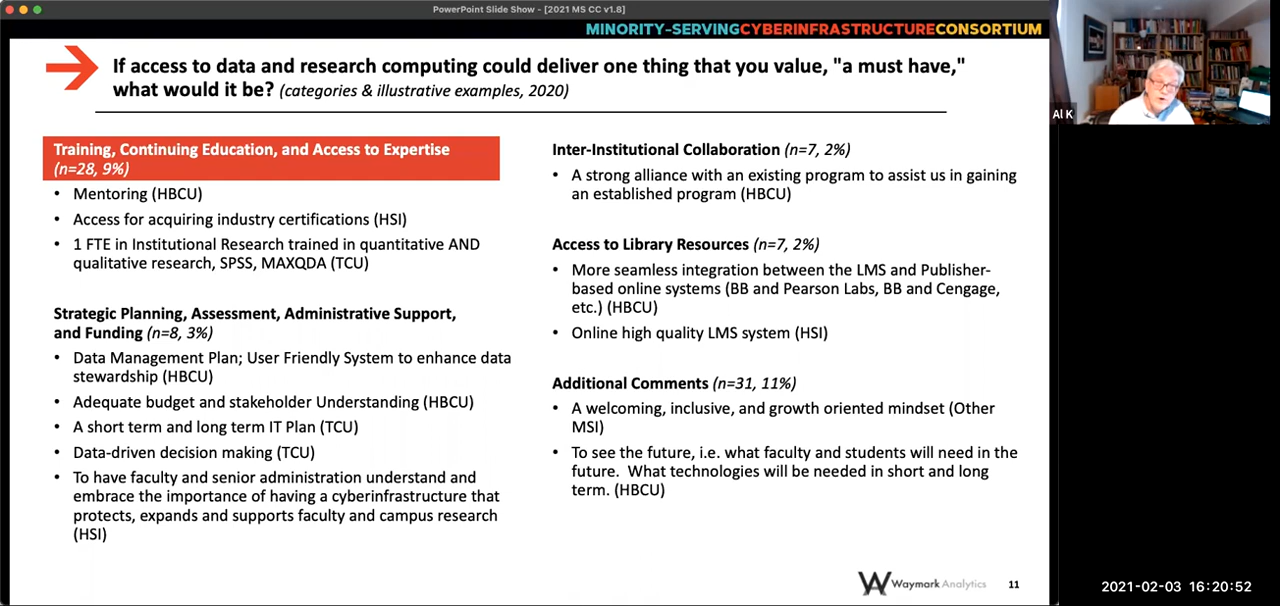 PowerPoint Slide Show - [2021 MS CC v1.8]
MINORITY-SERVINGCYBERINFRASTRUCTURECONSORTIUM
If access to data and research computing could deliver one thing that you value, "a must have,"
what would it be? (categories & illustrative examples, 2020)
Al K
Training, Continuing Education, and Access to Expertise
(n=28, 9%)
• Mentoring (HBCU)
• Access for acquiring industry certifications (HSI)
• 1 FTE in Institutional Research trained in quantitative AND
qualitative research, SPSS, MAXQDA (TCU)
Strategic Planning, Assessment, Administrative Support,
and Funding (n=8, 3%)
• Data Management Plan; User Friendly System to enhance data
stewardship (HBCU)
• Adequate budget and stakeholder Understanding (HBCU)
• A short term and long term IT Plan (TCU)
• Data-driven decision making (TCU)
• To have faculty and senior administration understand and
embrace the importance of having a cyberinfrastructure that
protects, expands and supports faculty and campus research
(HSI)
Inter-Institutional Collaboration (n=7, 2%)
• A strong alliance with an existing program to assist us in gaining
an established program (HBCU)
Access to Library Resources (n=7, 2%)
• More seamless integration between the LMS and Publisher-
based online systems (BB and Pearson Labs, BB and Cengage,
etc.) (HBCU)
• Online high quality LMS system (HSI)
Additional Comments (n=31, 11%)
• A welcoming, inclusive, and growth oriented mindset (Other
MSI)
• To see the future, i.e. what faculty and students will need in the
future. What technologies will be needed in short and long
term. (HBCU)
Waymark Analytics
11
2021-02-03 16:20:52